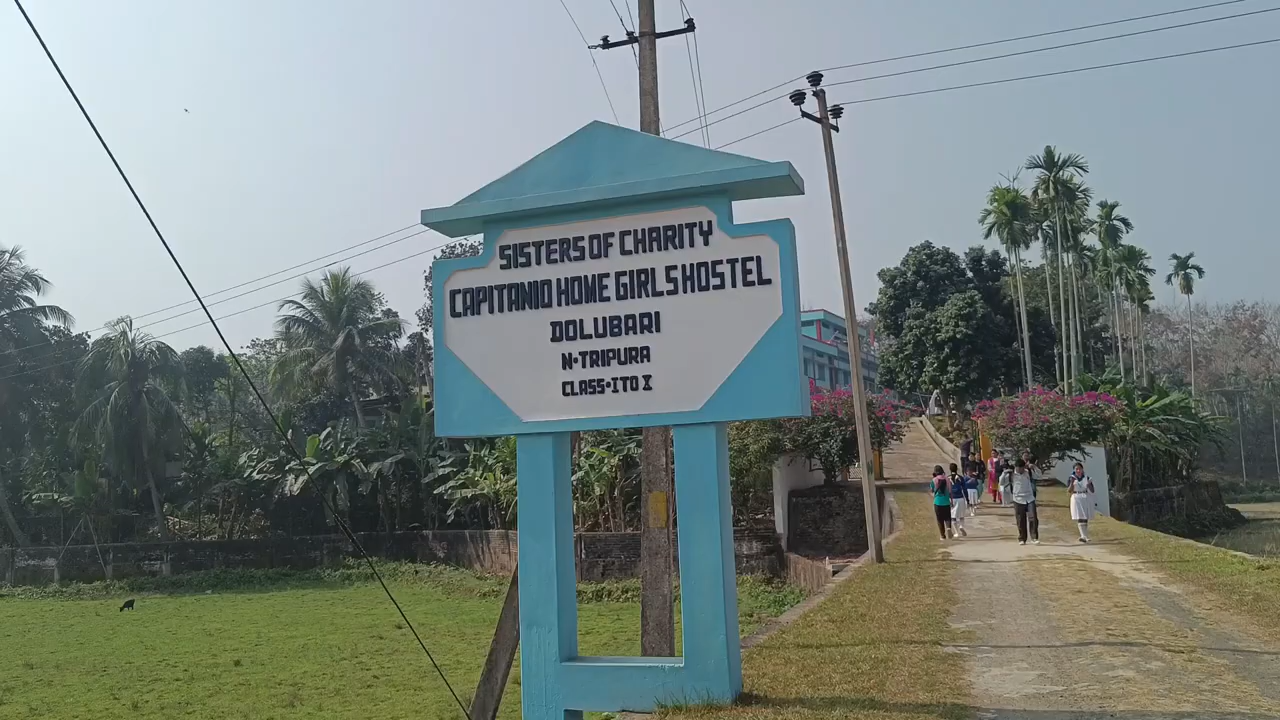 SISTERS OF CHARITY
CAPITANIO HOME GIRLS HOSTEL
DOLUBARI
N•TRIPURA
CLASS•I TO X